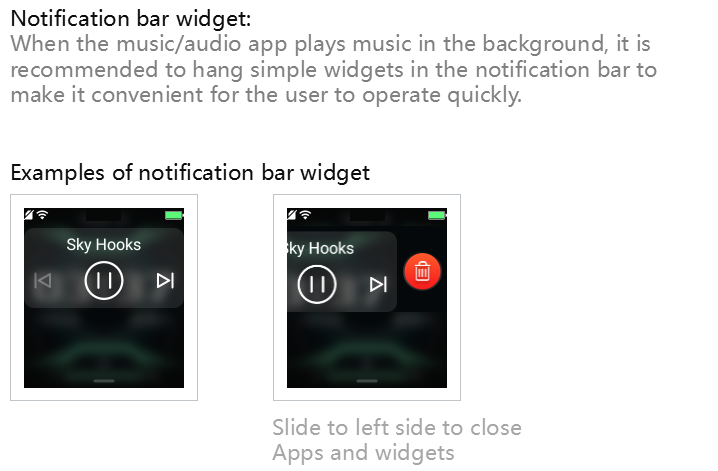 Notification bar widget:
When the music/audio app plays music in the background, it is
recommended to hang simple widgets in the notification bar to
make it convenient for the user to operate quickly.
Examples of notification bar widget
Sky Hooks
ky Hooks
Slide to left side to close
Apps and widgets